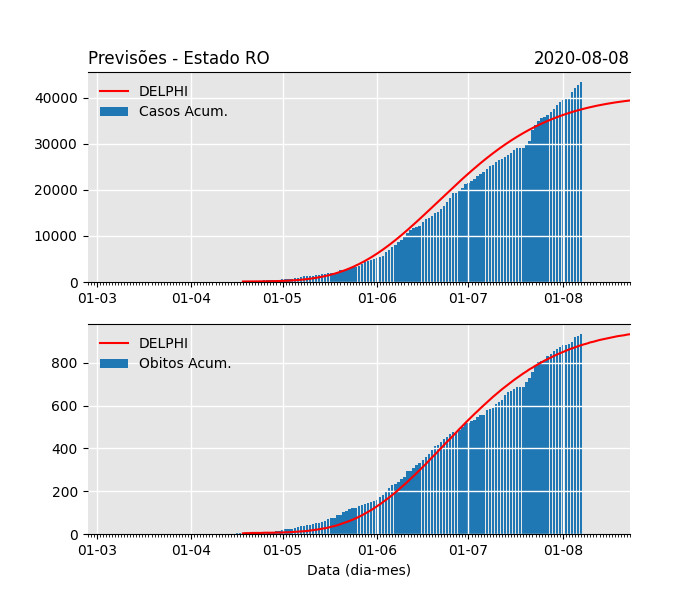 Previsões - Estado RO 2020-08-08
DELPHI
Casos Acum.
40000
30000
20000
10000
0
01-03 01-04 01-05 01-06 01-07 01-08
DELPHI
Obitos Acum.
800
600
400
200
0
01-03 01-04 01-05 01-06 01-07 01-08
Data (dia-mes)